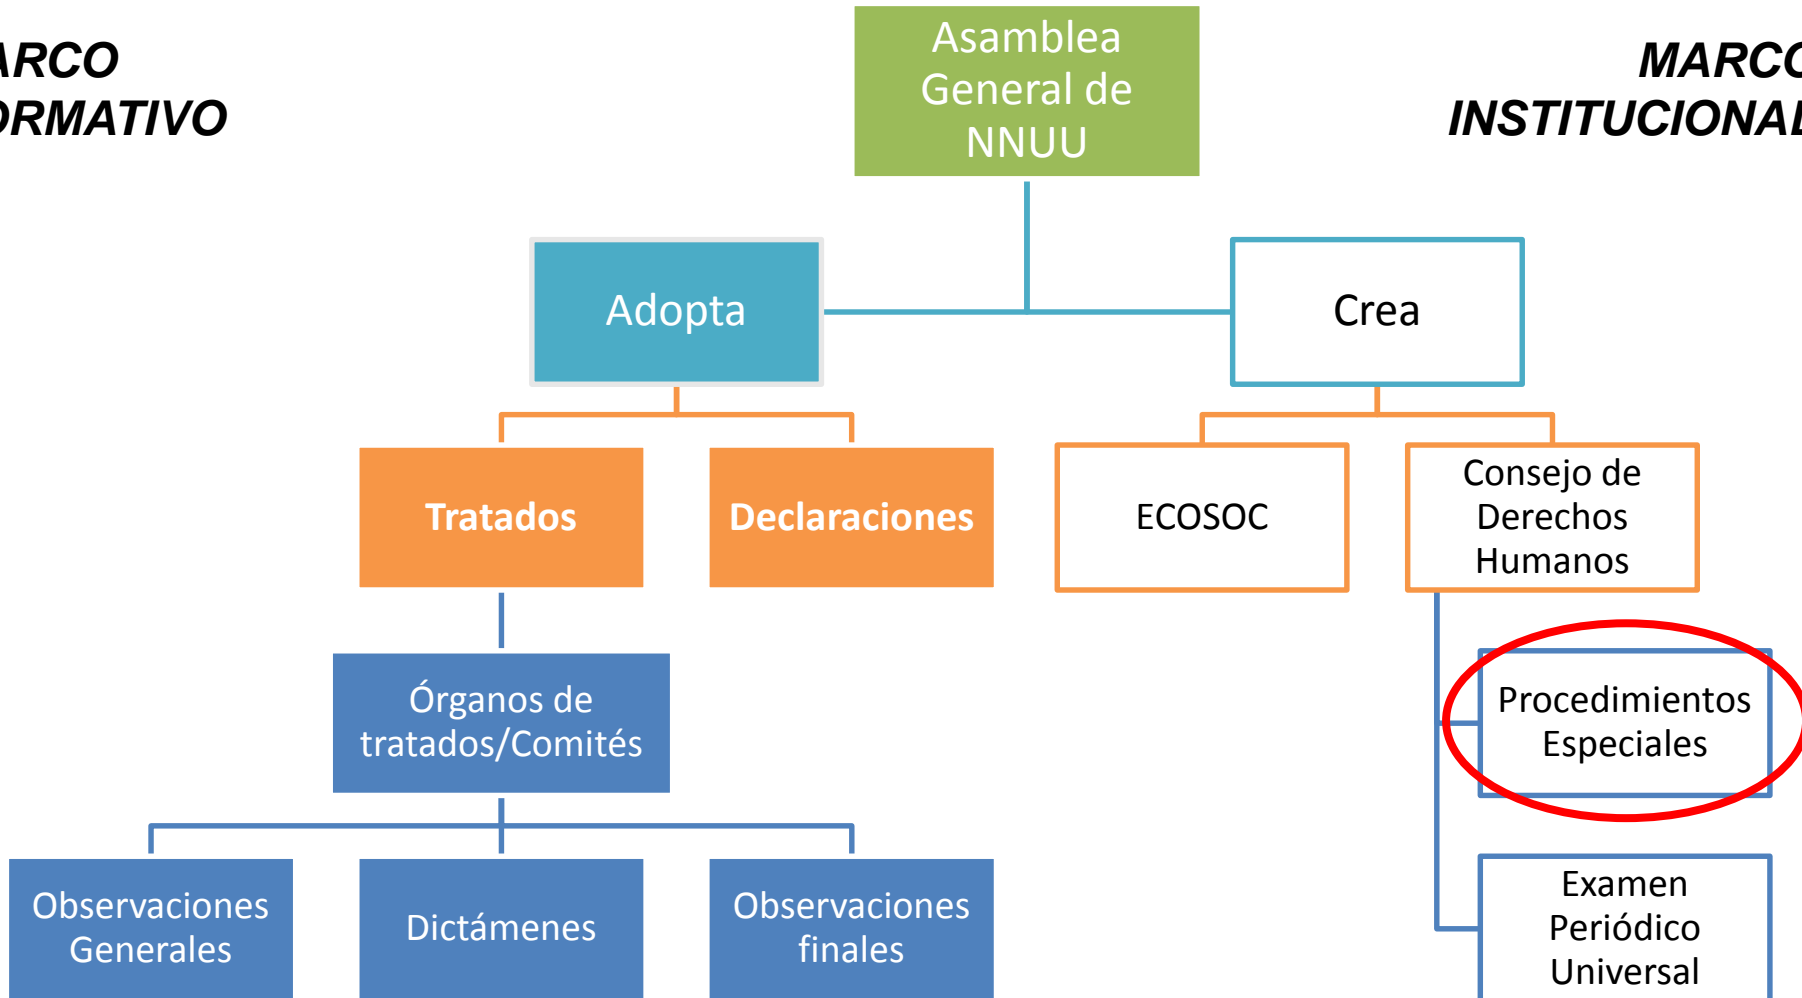 ARCO
ORMATIVO
Asamblea
General de
NNUU
MARCO
INSTITUCIONAL
Adopta
Crea
Tratados
Declaraciones
ECOSOC
Consejo de
Derechos
Humanos
Órganos de
tratados/Comités
Procedimientos
Especiales
Observaciones
Generales
Dictámenes
Observaciones
finales
Examen
Periódico
Universal